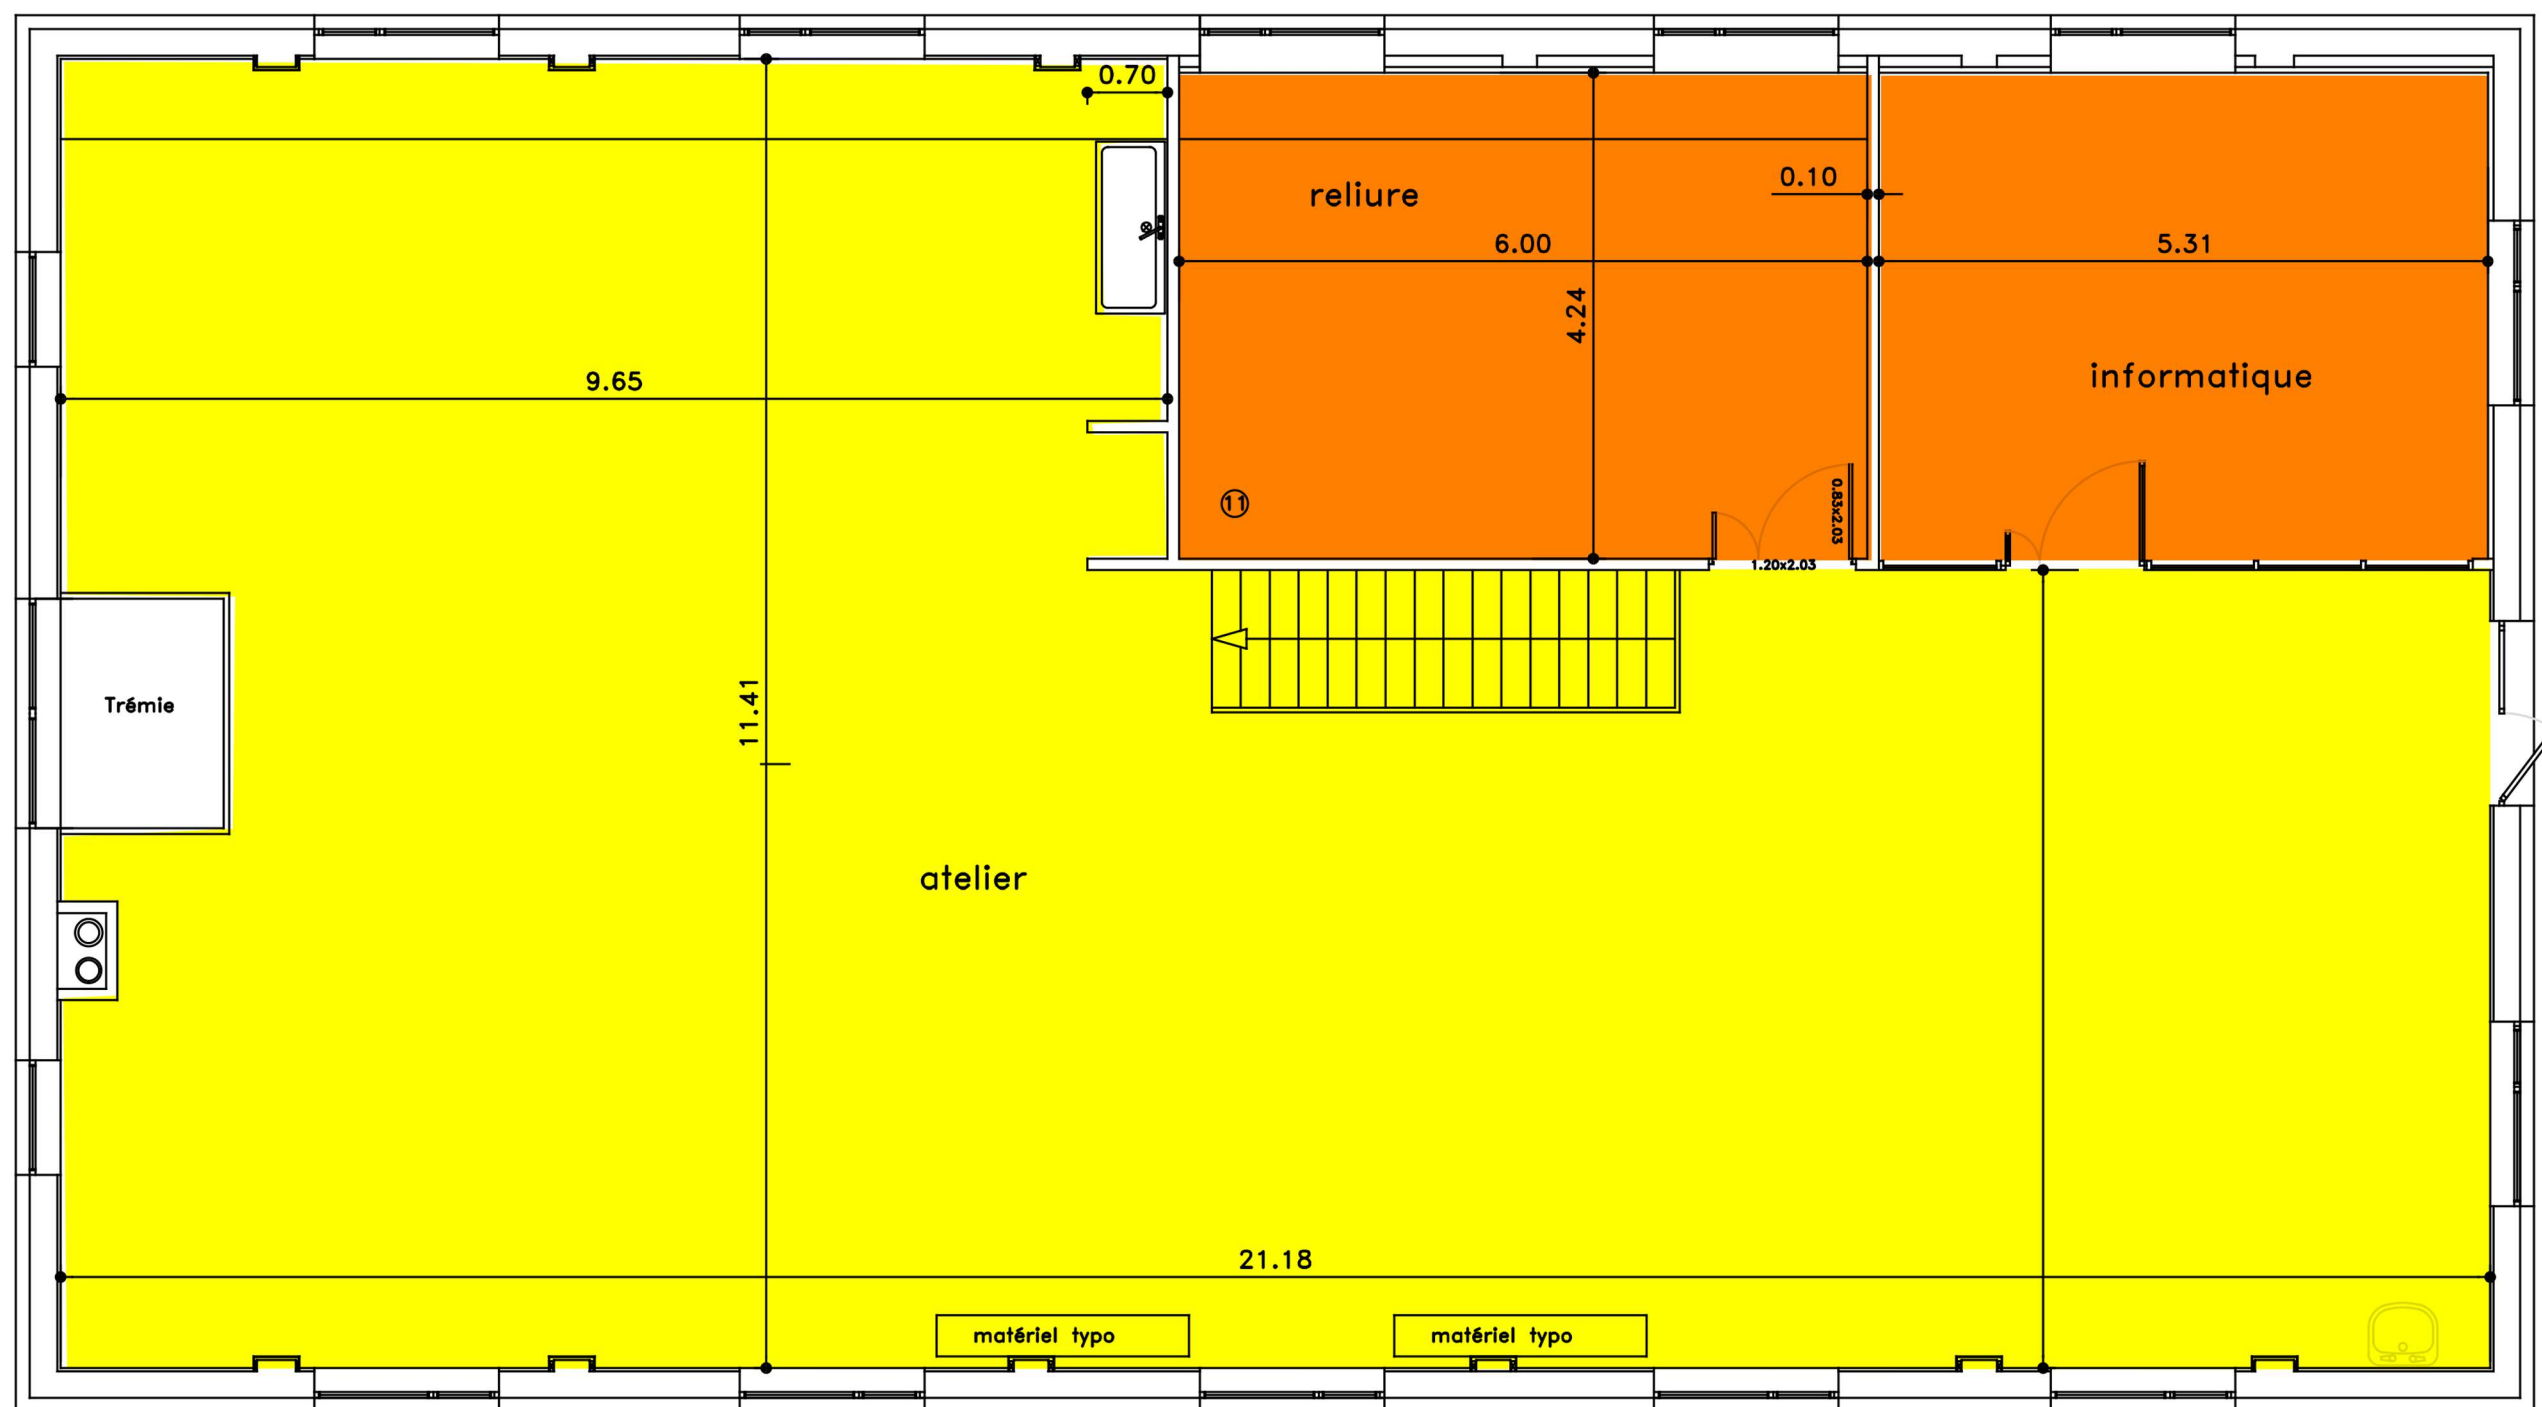 0.70
reliure
0.10
6.00
5.31
4.24
9.65
informatique
11
0.83x2.03
1.20x2.03
Trémie
11.41
atelier
21.18
matériel typo
matériel typo